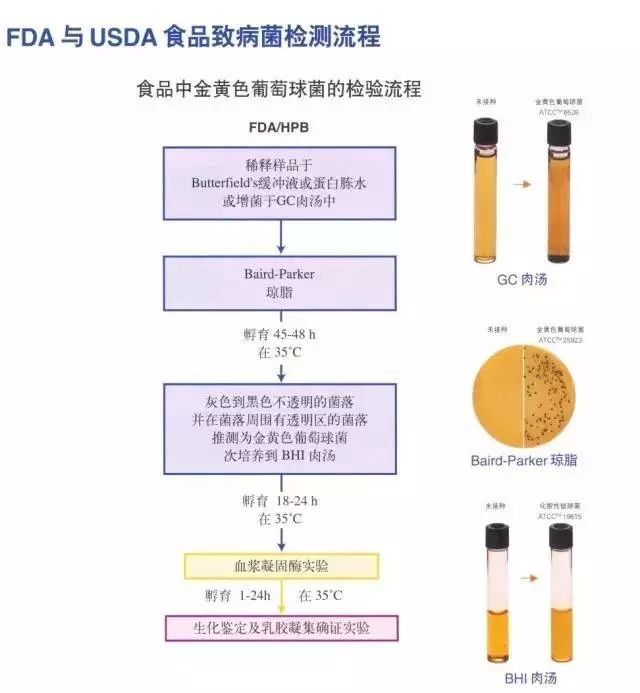 FDA 与 USDA 食品致病菌检测流程
食品中金黄色葡萄球菌的检验流程
FDA/HPB
稀释样品于
Butterfield's缓冲液或蛋白胨水
或增菌于GC肉汤中
Baird-Parker
琼脂
孵育 45-48 h
在 35˚C
灰色到黑色不透明的菌落
并在菌落周围有透明区的菌落
推测为金黄色葡萄球菌
次培养到 BHI 肉汤
孵育 18-24 h
在 35˚C
血浆凝固酶实验
孵育 1-24h 在 35˚C
生化鉴定及乳胶凝集确证实验
未接种
金黄色葡萄球菌
ATCC™ 6538
GC 肉汤
未接种
金黄色葡萄球菌
ATCC™ 25923
Baird-Parker 琼脂
未接种
化脓性链球菌
ATCC™ 19615
BHI 肉汤